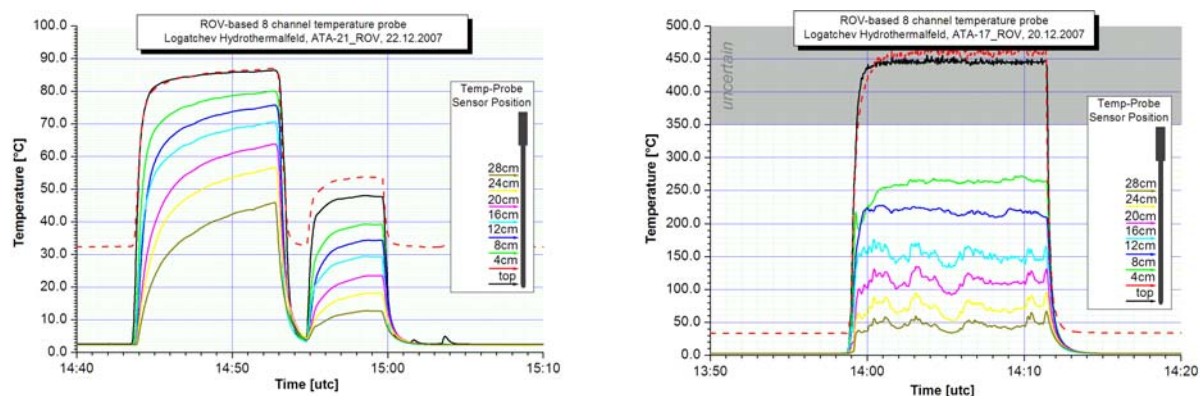 ROV-based 8 channel temperature probe
Logatchev Hydrothermalfeld, ATA-21_ROV, 22.12.2007
100.0
90.0
80.0
70.0
60.0
50.0
40.0
30.0
20.0
10.0
0.0
Temperature [°C]
Temp-Probe
Sensor Position
28cm
24cm
20cm
16cm
12cm
8cm
4cm
top
14:40
14:50
15:00
15:10
Time [utc]
ROV-based 8 channel temperature probe
Logatchev Hydrothermalfeld, ATA-17_ROV, 20.12.2007
500.0
450.0
400.0
350.0
300.0
250.0
200.0
150.0
100.0
50.0
0.0
Temperature [°C]
uncertain
Temp-Probe
Sensor Position
28cm
24cm
20cm
16cm
12cm
8cm
4cm
top
13:50
14:00
14:10
14:20
Time [utc]